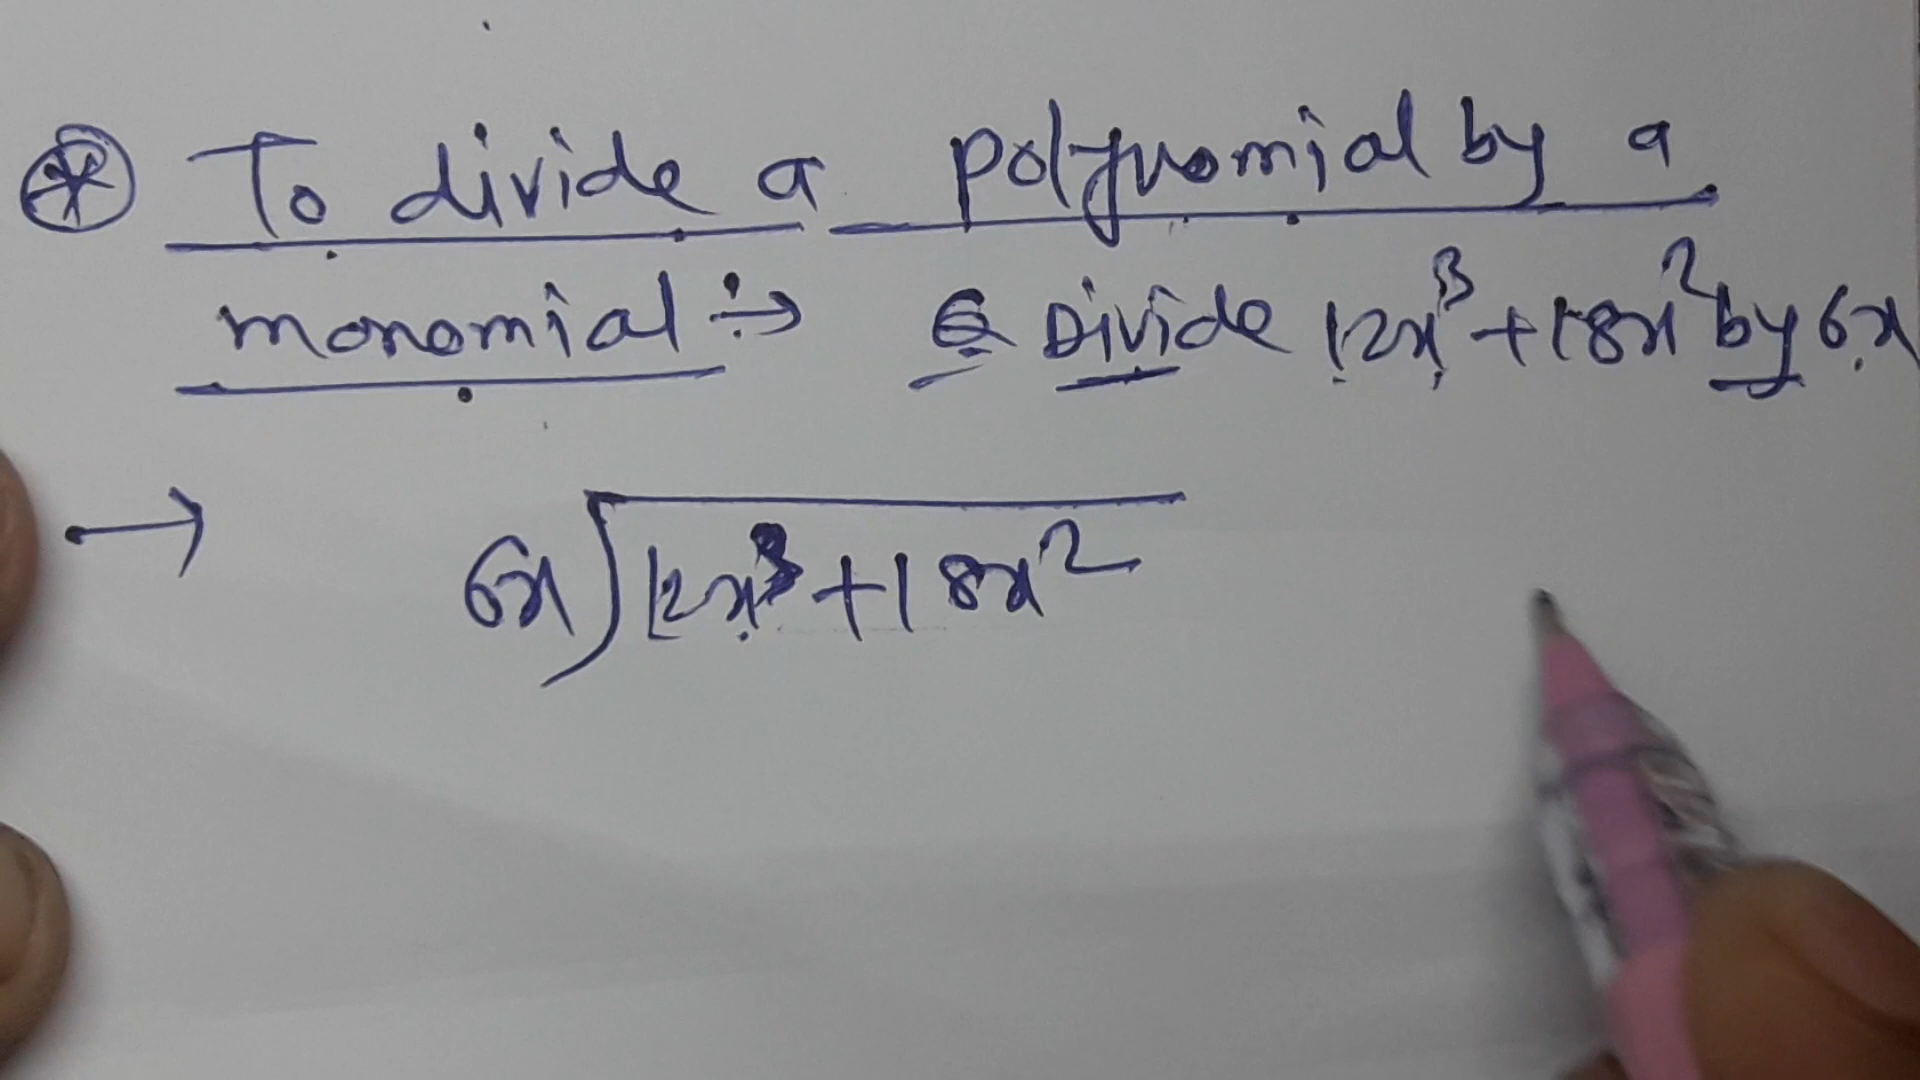 * To divide a polynomial by a
monomial :→ Q Divide 12x³+18x² by 6x
→ 6x)12x³+18x²